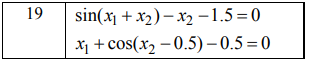 19
sin(x₁ + x₂) – x₂ – 1.5 = 0
x₁ + cos(x₂ – 0.5) – 0.5 = 0